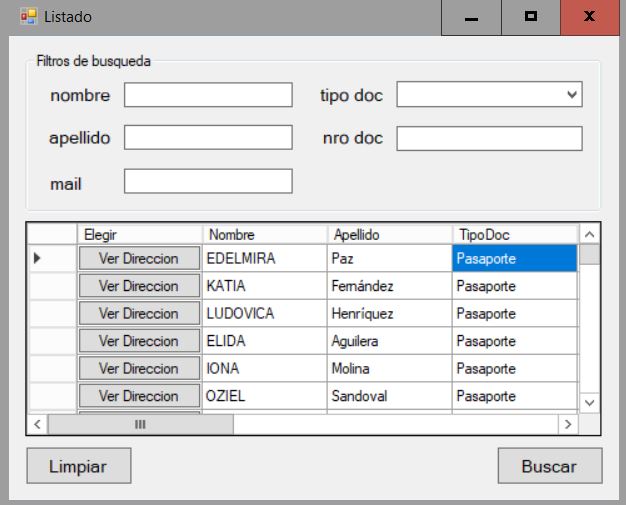 Listado
Filtros de busqueda
nombre tipo doc
apellido nro doc
mail
Elegir Nombre Apellido TipoDoc
Ver Direccion EDELMIRA Paz Pasaporte
Ver Direccion KATIA Fernández Pasaporte
Ver Direccion LUDOVICA Henríquez Pasaporte
Ver Direccion ELIDA Aguilera Pasaporte
Ver Direccion IONA Molina Pasaporte
Ver Direccion OZIEL Sandoval Pasaporte
Limpiar Buscar